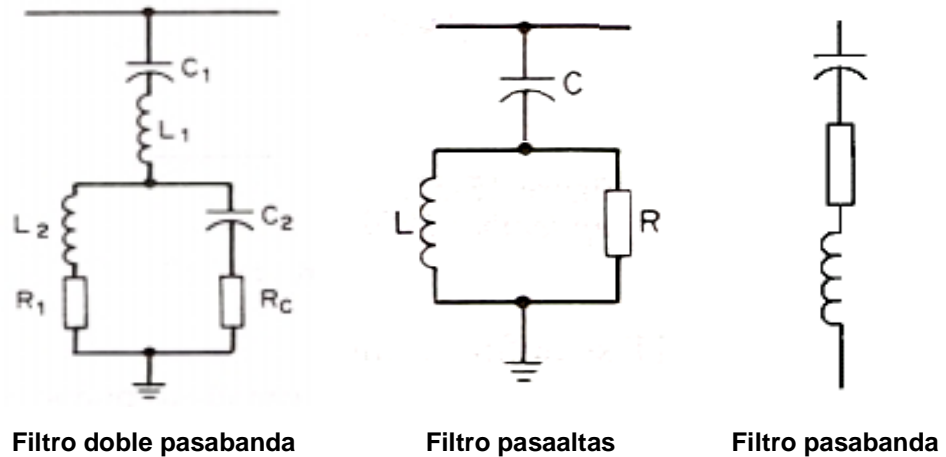 C1
L1
L2
C2
R1
RC
C
L
R
Filtro doble pasabanda
Filtro pasaaltas
Filtro pasabanda